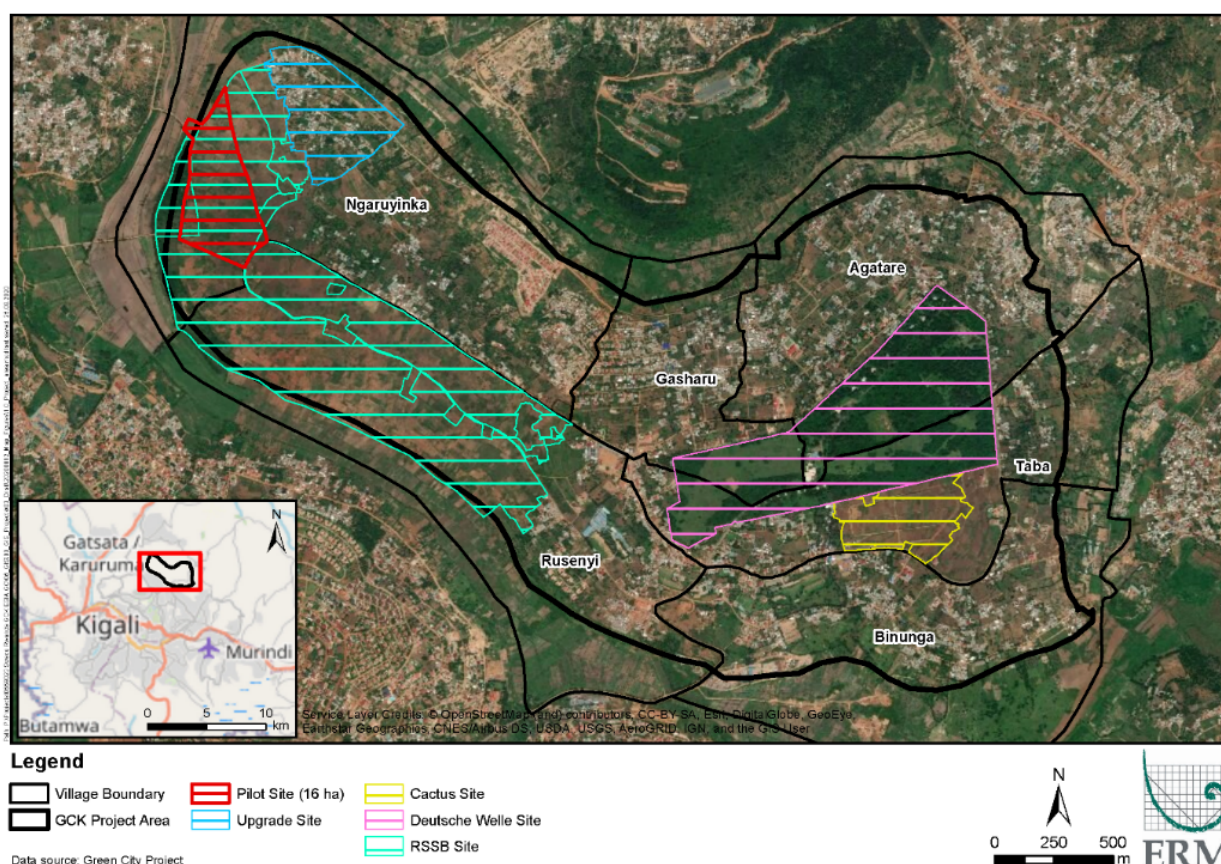 Ngaruyinka
Agatare
Gasharu
Taba
Rusenyi
Binunga
N
Gatsata /
Karuruma
Kigali
Murindi
Butamwa
0 5 10
km
Service Layer Credits: © OpenStreetMap (and) contributors, CC-BY-SA, Esri, DigitalGlobe, GeoEye,
Earthstar Geographics, CNES/Airbus DS, USDA, USGS, AeroGRID, IGN, and the GIS User
Legend
Village Boundary
GCK Project Area
Pilot Site (16 ha)
Upgrade Site
Cactus Site
Deutsche Welle Site
RSSB Site
Data source: Green City Project
N
0 250 500
m
ERM